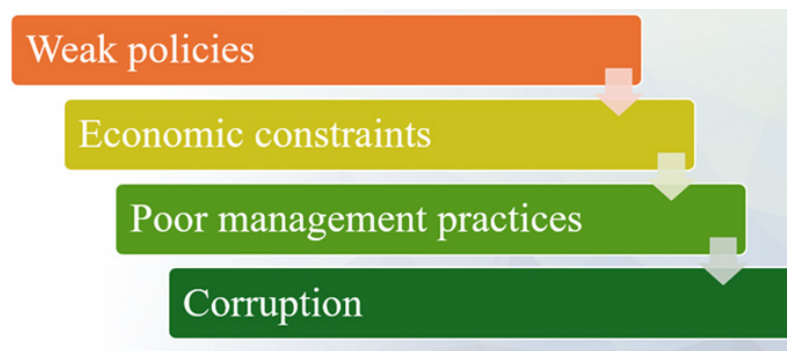 Weak policies
Economic constraints
Poor management practices
Corruption